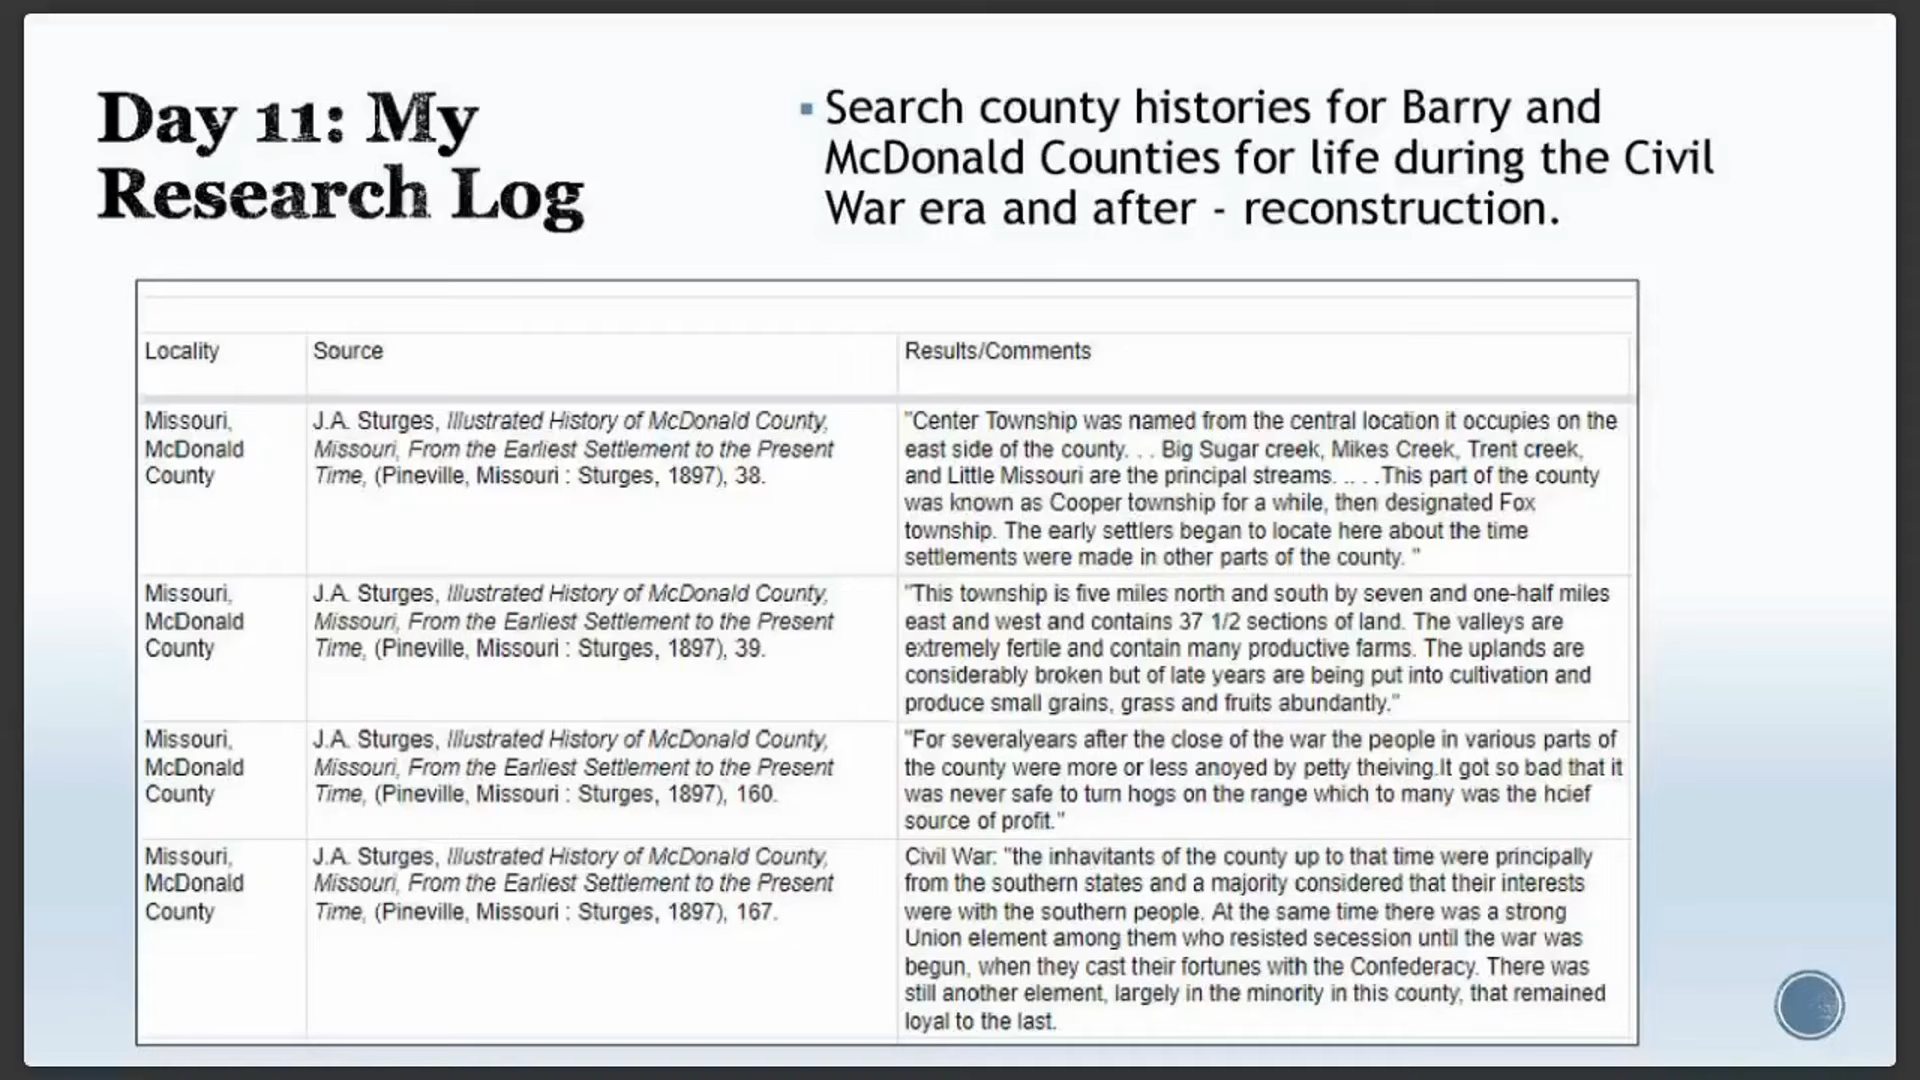 Day 11: My
Research Log
Search county histories for Barry and
McDonald Counties for life during the Civil
War era and after - reconstruction.
Locality
Source
Results/Comments
Missouri,
McDonald
County
J.A. Sturges, Illustrated History of McDonald County,
Missouri, From the Earliest Settlement to the Present
Time, (Pineville, Missouri : Sturges, 1897), 38.
"Center Township was named from the central location it occupies on the
east side of the county. . . Big Sugar creek, Mikes Creek, Trent creek,
and Little Missouri are the principal streams. .. . .This part of the county
was known as Cooper township for a while, then designated Fox
township. The early settlers began to locate here about the time
settlements were made in other parts of the county. "
Missouri,
McDonald
County
J.A. Sturges, Illustrated History of McDonald County,
Missouri, From the Earliest Settlement to the Present
Time, (Pineville, Missouri : Sturges, 1897), 39.
"This township is five miles north and south by seven and one-half miles
east and west and contains 37 1/2 sections of land. The valleys are
extremely fertile and contain many productive farms. The uplands are
considerably broken but of late years are being put into cultivation and
produce small grains, grass and fruits abundantly."
Missouri,
McDonald
County
J.A. Sturges, Illustrated History of McDonald County,
Missouri, From the Earliest Settlement to the Present
Time, (Pineville, Missouri : Sturges, 1897), 160.
"For severalyears after the close of the war the people in various parts of
the county were more or less anoyed by petty theiving.It got so bad that it
was never safe to turn hogs on the range which to many was the hcief
source of profit."
Missouri,
McDonald
County
J.A. Sturges, Illustrated History of McDonald County,
Missouri, From the Earliest Settlement to the Present
Time, (Pineville, Missouri : Sturges, 1897), 167.
Civil War: "the inhavitants of the county up to that time were principally
from the southern states and a majority considered that their interests
were with the southern people. At the same time there was a strong
Union element among them who resisted secession until the war was
begun, when they cast their fortunes with the Confederacy. There was
still another element, largely in the minority in this county, that remained
loyal to the last.